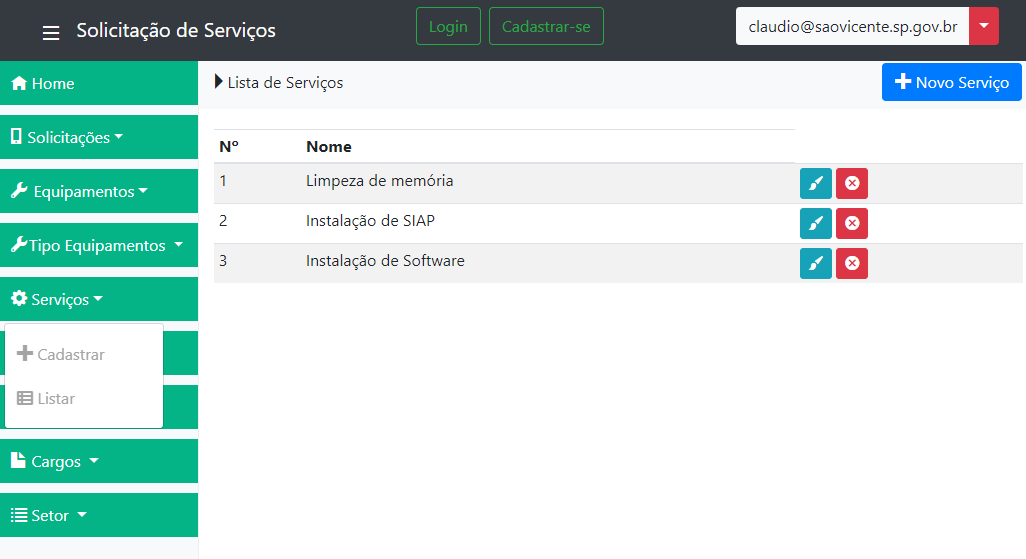 Solicitação de Serviços
Login
Cadastrar-se
claudio@saovicente.sp.gov.br
Home
Solicitações
Equipamentos
Tipo Equipamentos
Serviços
Cadastrar
Listar
Cargos
Setor
Lista de Serviços
Novo Serviço
Nº Nome
1 Limpeza de memória
2 Instalação de SIAP
3 Instalação de Software